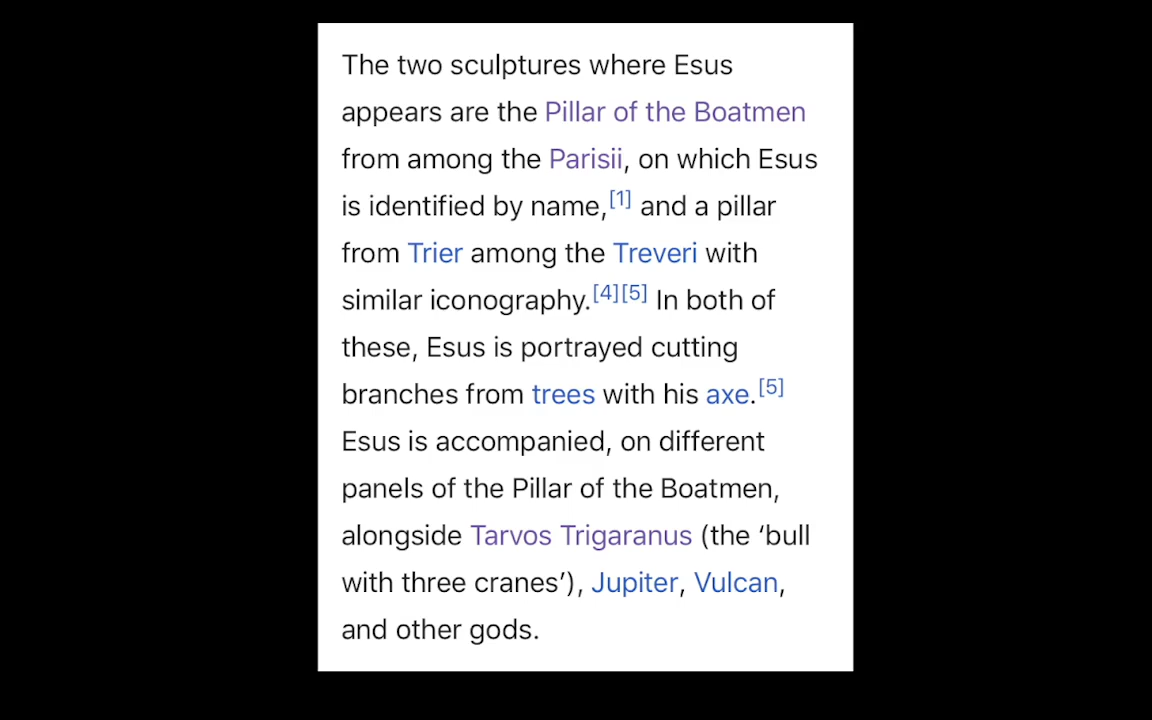 The two sculptures where Esus
appears are the Pillar of the Boatmen
from among the Parisii, on which Esus
is identified by name,[1] and a pillar
from Trier among the Treveri with
similar iconography.[4][5] In both of
these, Esus is portrayed cutting
branches from trees with his axe.[5]
Esus is accompanied, on different
panels of the Pillar of the Boatmen,
alongside Tarvos Trigaranus (the ‘bull
with three cranes’), Jupiter, Vulcan,
and other gods.